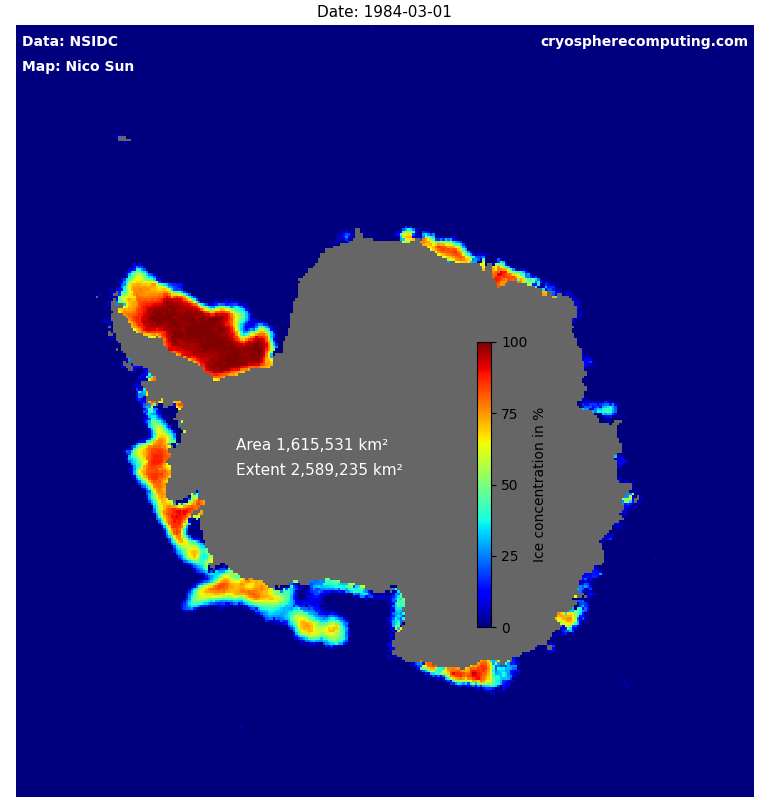 Date: 1984-03-01
Data: NSIDC
cryospherecomputing.com
Map: Nico Sun
Area 1,615,531 km²
Extent 2,589,235 km²
100
75
50
25
0
Ice concentration in %